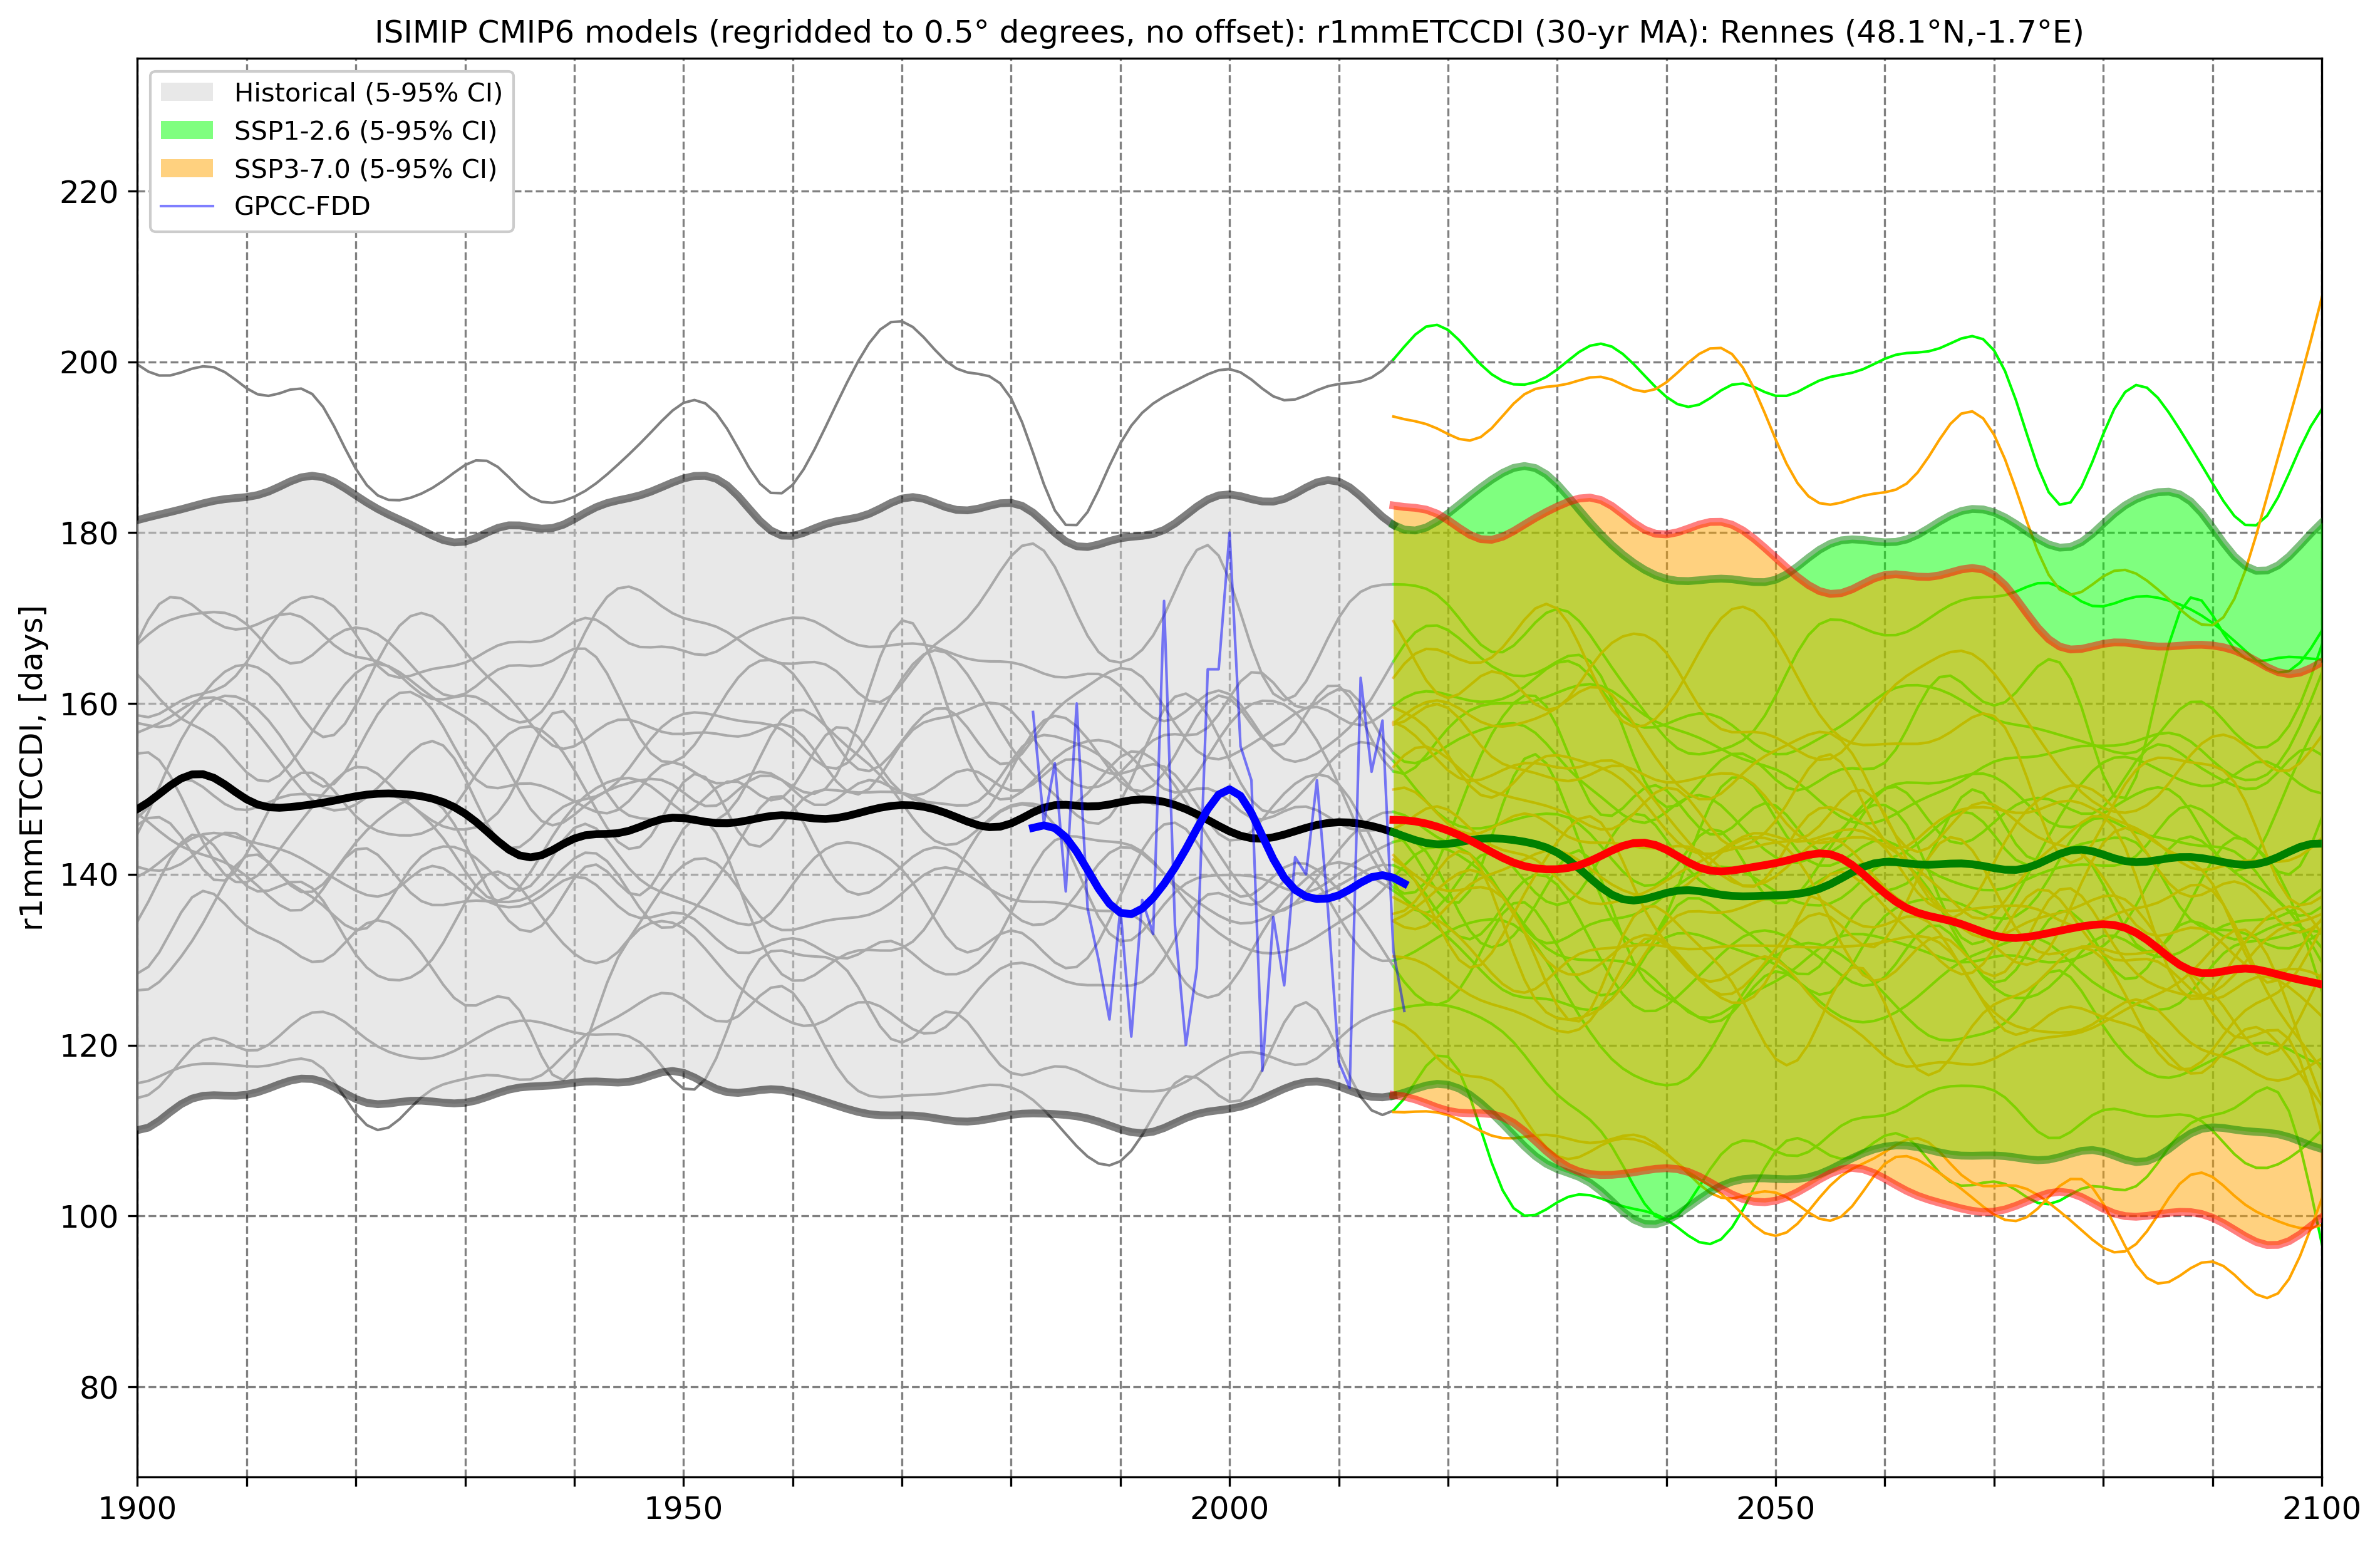 ISIMIP CMIP6 models (regridded to 0.5° degrees, no offset): r1mmETCCDI (30-yr MA): Rennes (48.1°N,-1.7°E)
Historical (5-95% CI)
SSP1-2.6 (5-95% CI)
SSP3-7.0 (5-95% CI)
GPCC-FDD
r1mmETCCDI, [days]
220
200
180
160
140
120
100
80
1900
1950
2000
2050
2100